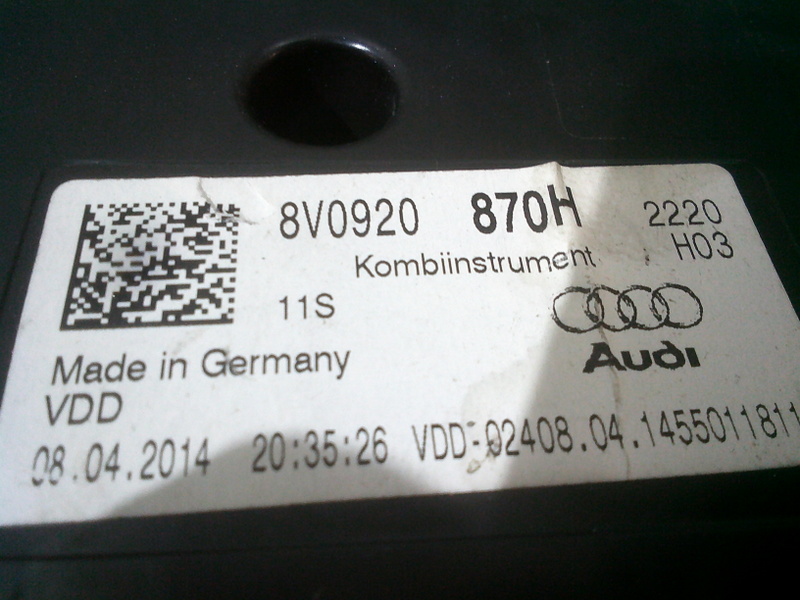 8V0920 870H 2220
H03
Kombiinstrument
11S
Audi
Made in Germany
VDD
08.04.2014 20:35:26 VDD-02408.04.1455011811